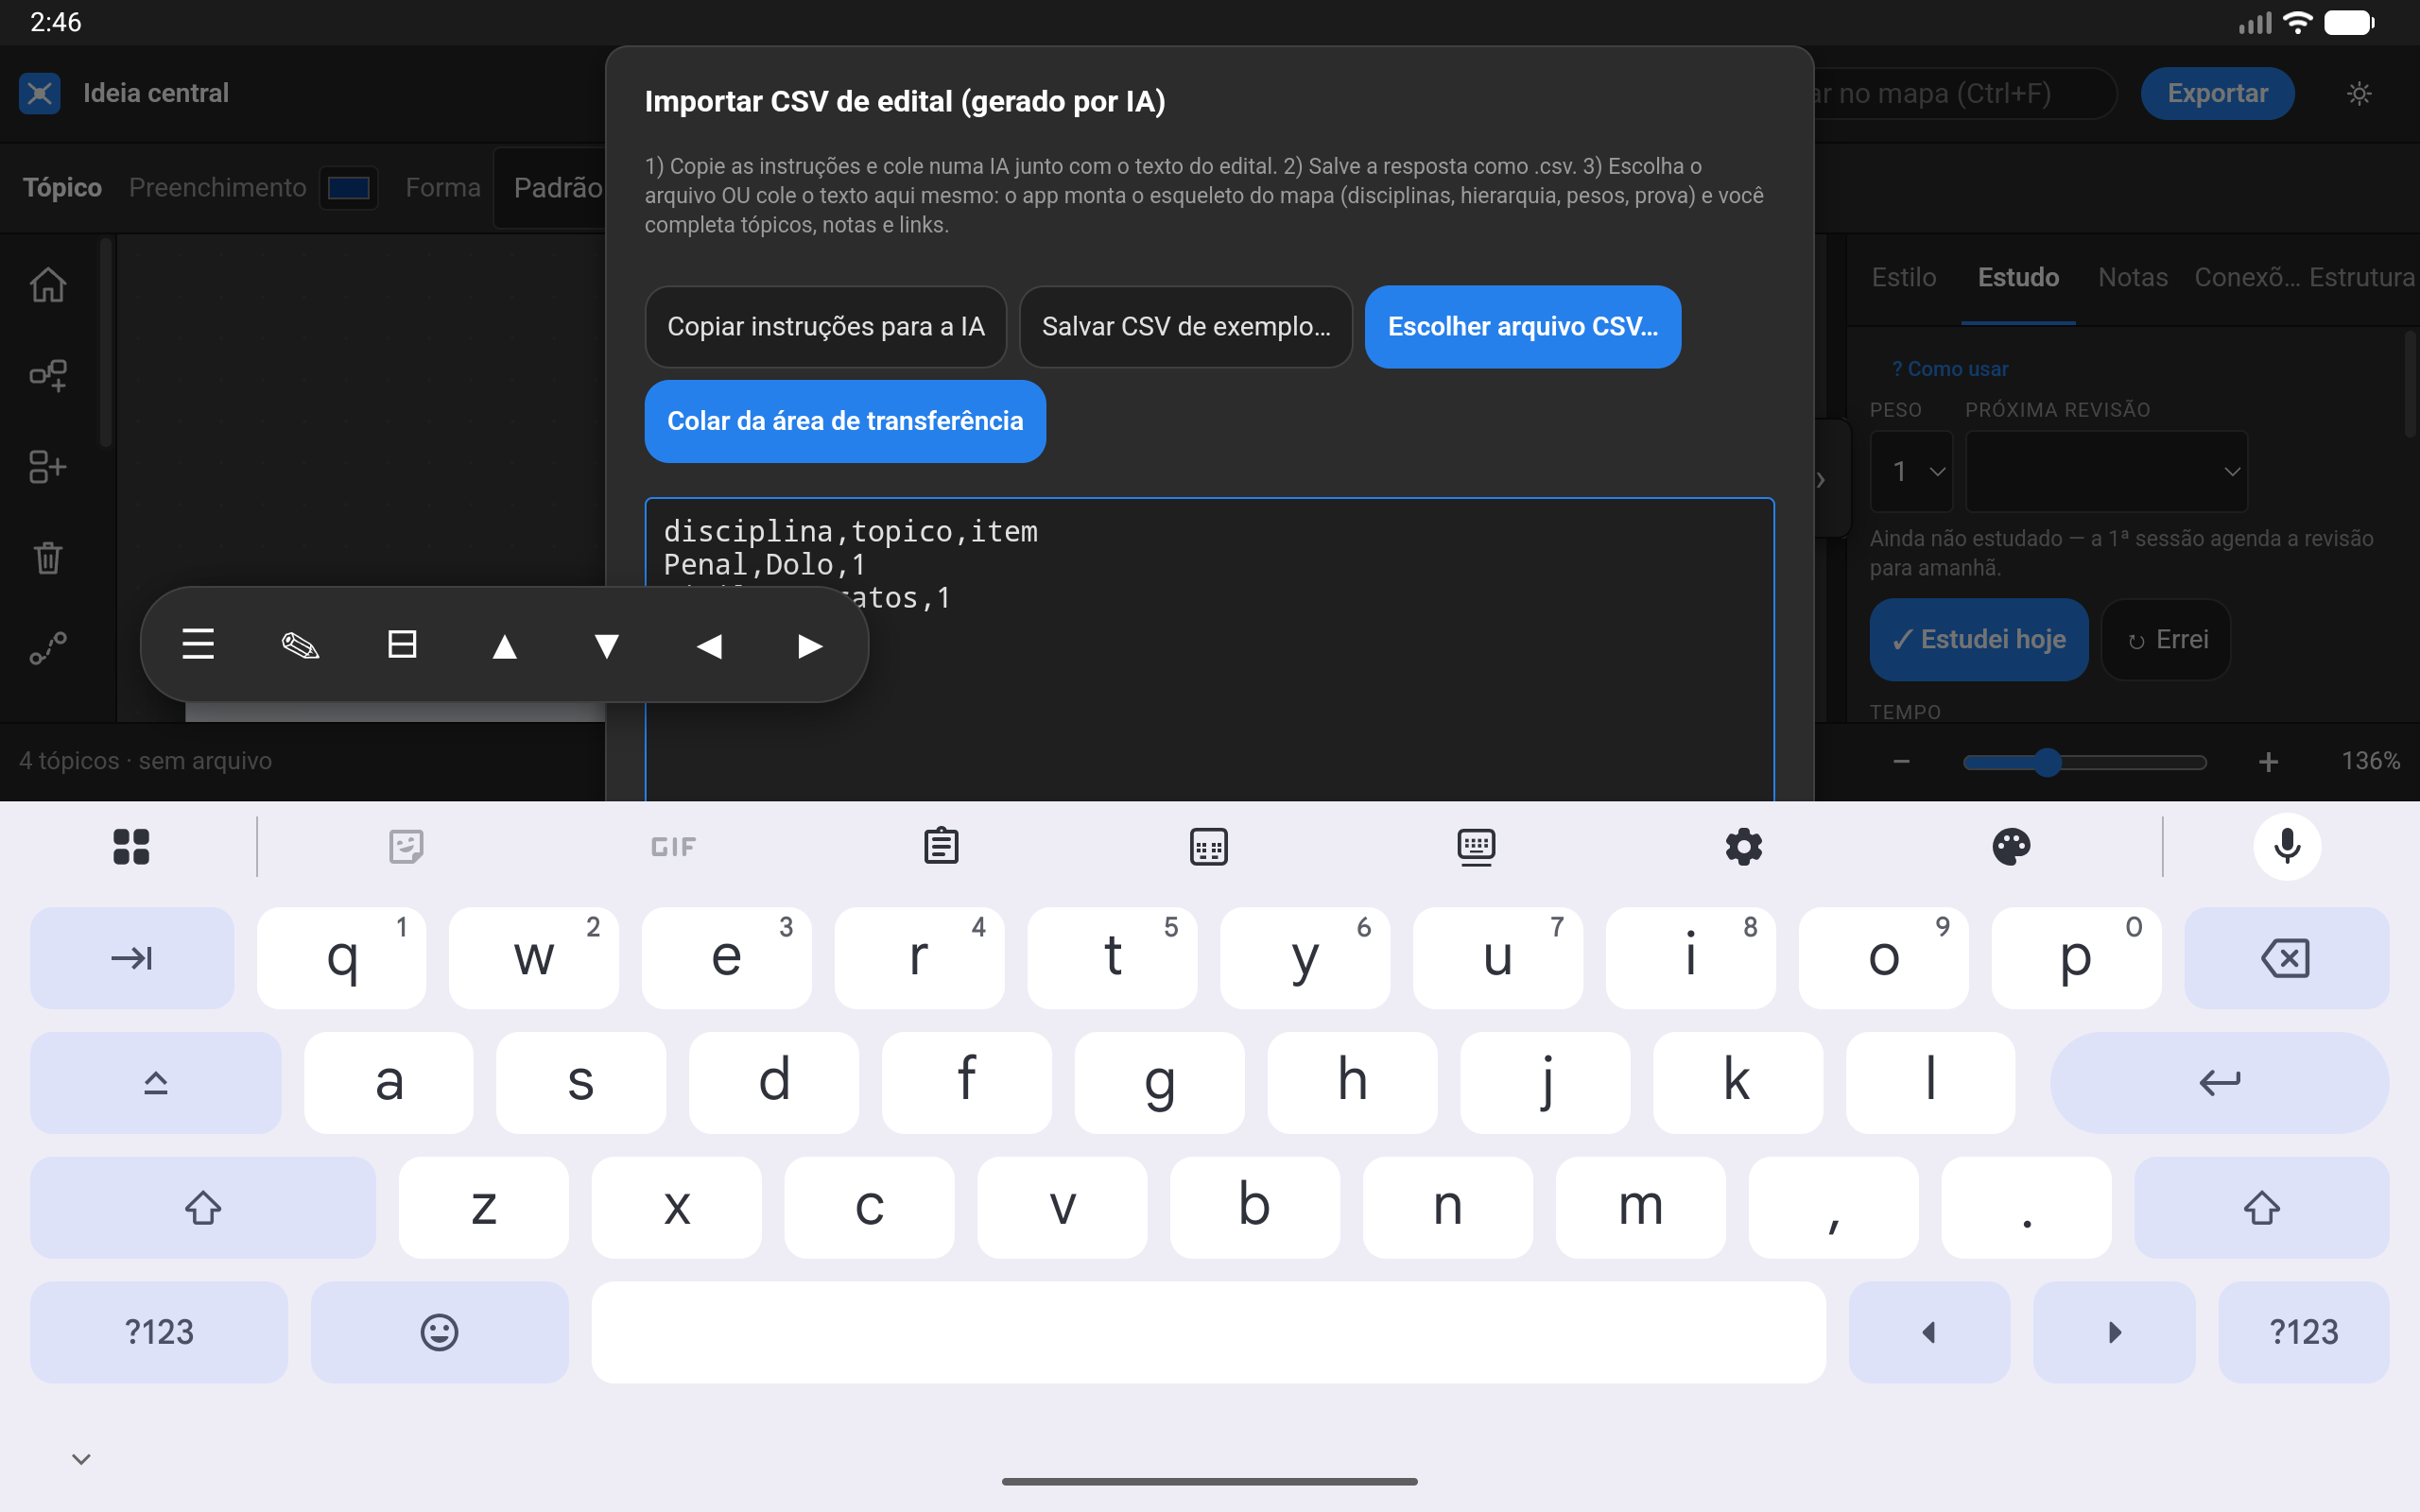 2:46
Ideia central
ar no mapa (Ctrl+F)
Exportar
Importar CSV de edital (gerado por IA)
1) Copie as instruções e cole numa IA junto com o texto do edital. 2) Salve a resposta como .csv. 3) Escolha o
arquivo OU cole o texto aqui mesmo: o app monta o esqueleto do mapa (disciplinas, hierarquia, pesos, prova) e você
completa tópicos, notas e links.
Tópico Preenchimento Forma Padrão
Copiar instruções para a IA
Salvar CSV de exemplo...
Escolher arquivo CSV...
Colar da área de transferência
disciplina,topico,item
Penal,Dolo,1
atos,1
Estilo Estudo Notas Conexõ... Estrutura
? Como usar
PESO PRÓXIMA REVISÃO
1
Ainda não estudado — a 1ª sessão agenda a revisão
para amanhã.
✓ Estudei hoje
↻ Errei
TEMPO
4 tópicos · sem arquivo
− + 136%
GIF
q 1 w 2 e 3 r 4 t 5 y 6 u 7 i 8 o 9 p 0
a s d f g h j k l
z x c v b n m , .
?123 ?123